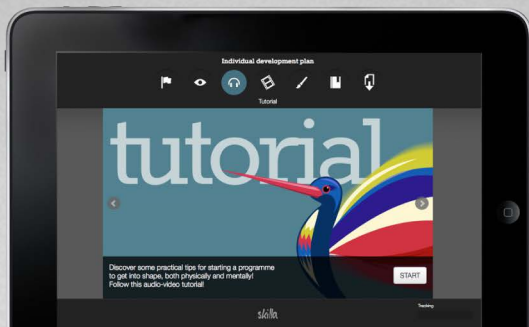 Individual development plan
Tutorial
tutorial
Discover some practical tips for starting a programme
to get into shape, both physically and mentally!
Follow this audio-video tutorial!
START
skilla
Tracking